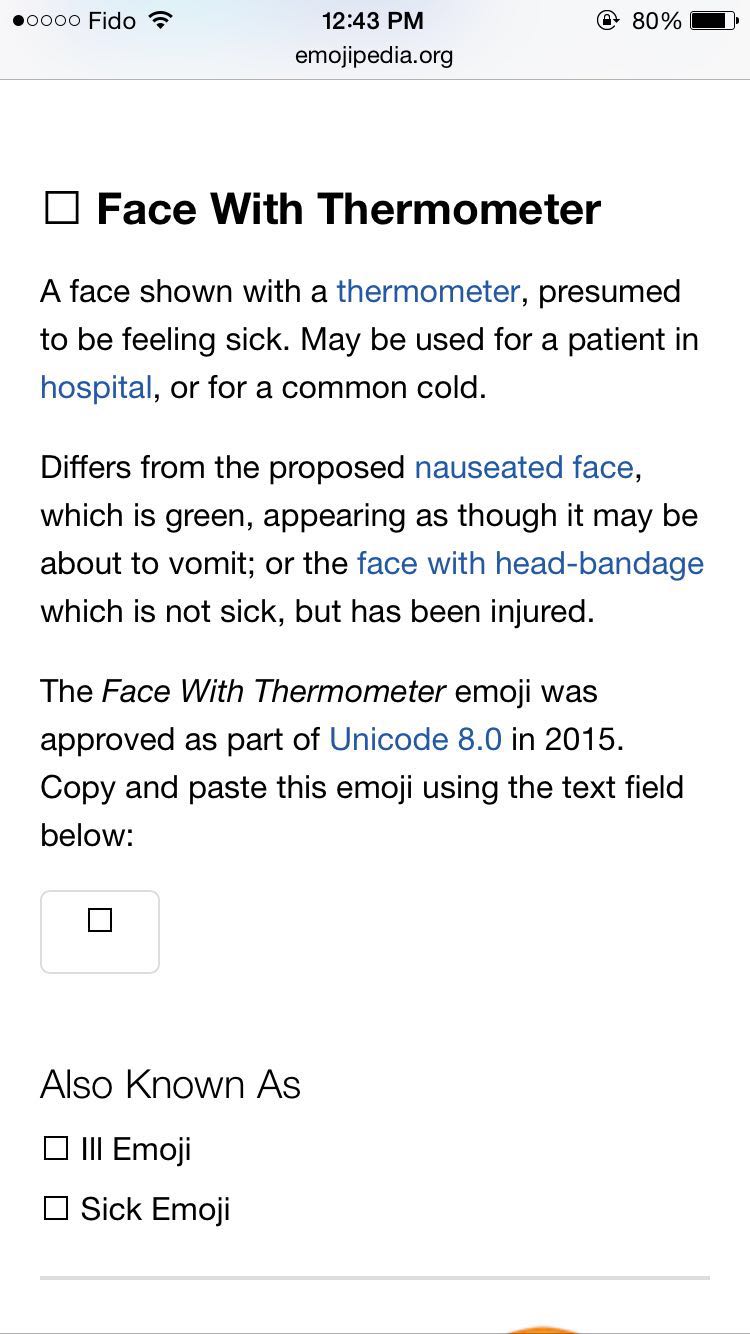 Fido 12:43 PM 80%
emojipedia.org
☐ Face With Thermometer
A face shown with a thermometer, presumed
to be feeling sick. May be used for a patient in
hospital, or for a common cold.
Differs from the proposed nauseated face,
which is green, appearing as though it may be
about to vomit; or the face with head-bandage
which is not sick, but has been injured.
The Face With Thermometer emoji was
approved as part of Unicode 8.0 in 2015.
Copy and paste this emoji using the text field
below:
☐
Also Known As
☐ Ill Emoji
☐ Sick Emoji